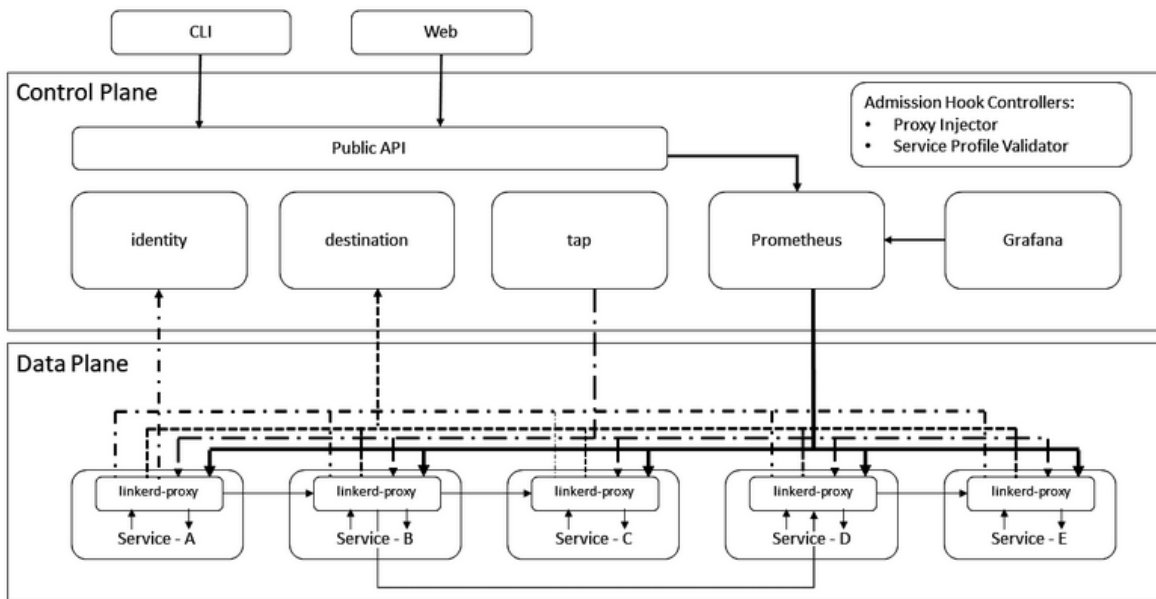 CLI
Web
Control Plane
Admission Hook Controllers:
• Proxy Injector
• Service Profile Validator
Public API
identity
destination
tap
Prometheus
Grafana
Data Plane
linkerd-proxy
linkerd-proxy
linkerd-proxy
linkerd-proxy
linkerd-proxy
Service - A
Service - B
Service - C
Service - D
Service - E